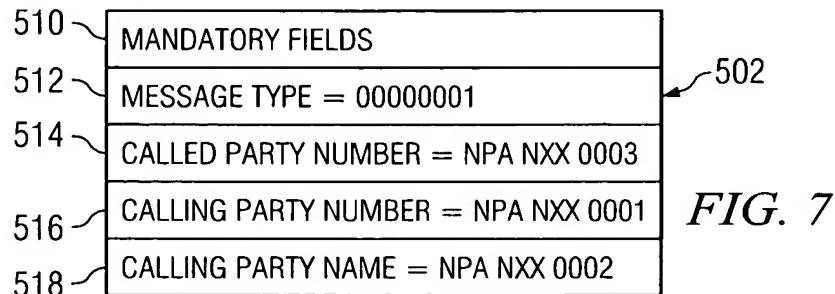 510 MANDATORY FIELDS
512 MESSAGE TYPE = 00000001 502
514 CALLED PARTY NUMBER = NPA NXX 0003
516 CALLING PARTY NUMBER = NPA NXX 0001 FIG. 7
518 CALLING PARTY NAME = NPA NXX 0002